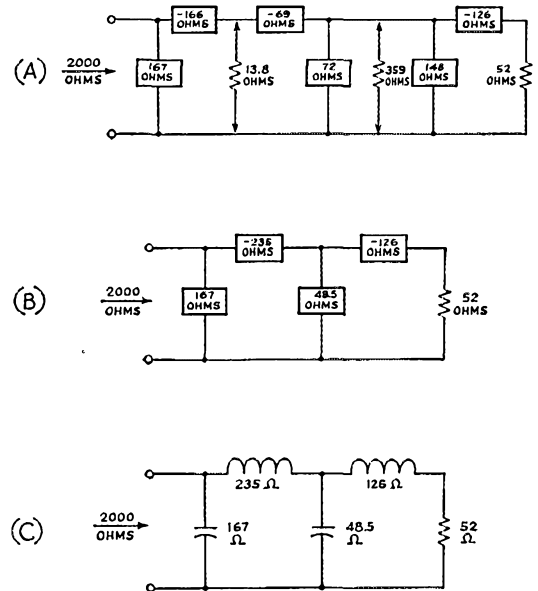 (A)
2000
OHMS
167
OHMS
-166
OHMS
13.8
OHMS
-69
OHMS
72
OHMS
359
OHMS
148
OHMS
-126
OHMS
52
OHMS
(B)
2000
OHMS
167
OHMS
-235
OHMS
48.5
OHMS
-126
OHMS
52
OHMS
(C)
2000
OHMS
235 Ω
126 Ω
167
Ω
48.5
Ω
52
Ω